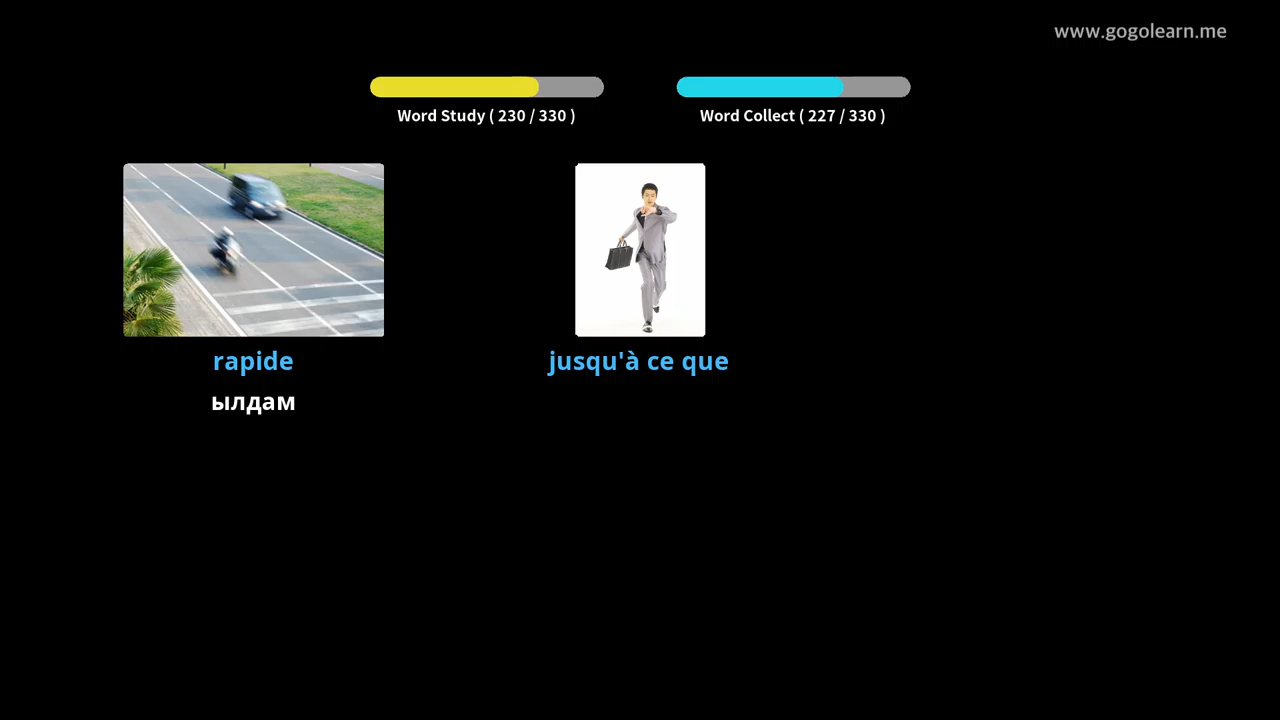 www.gogolearn.me
Word Study ( 230 / 330 )
Word Collect ( 227 / 330 )
rapide
jusqu'à ce que
ылдам